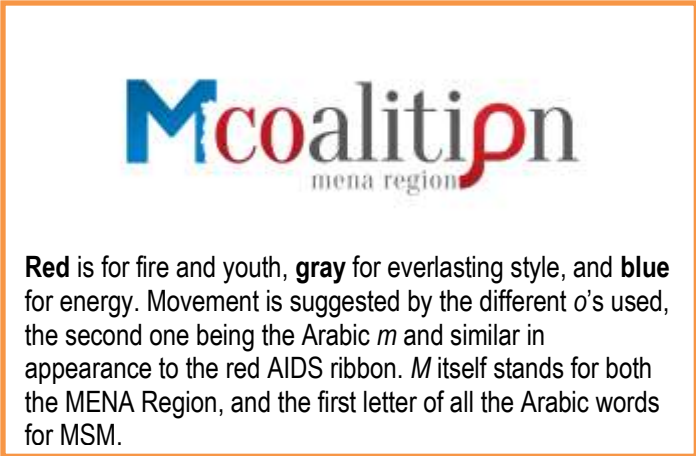 Mcoalition
mena region
Red is for fire and youth, gray for everlasting style, and blue
for energy. Movement is suggested by the different o's used,
the second one being the Arabic m and similar in
appearance to the red AIDS ribbon. M itself stands for both
the MENA Region, and the first letter of all the Arabic words
for MSM.